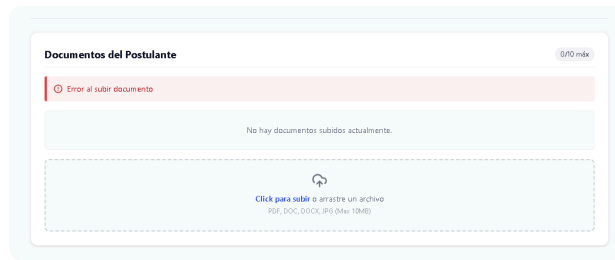 Documentos del Postulante
0/10 máx
Error al subir documento
No hay documentos subidos actualmente.
Click para subir o arrastre un archivo
PDF, DOC, DOCX, JPG (Max 10MB)